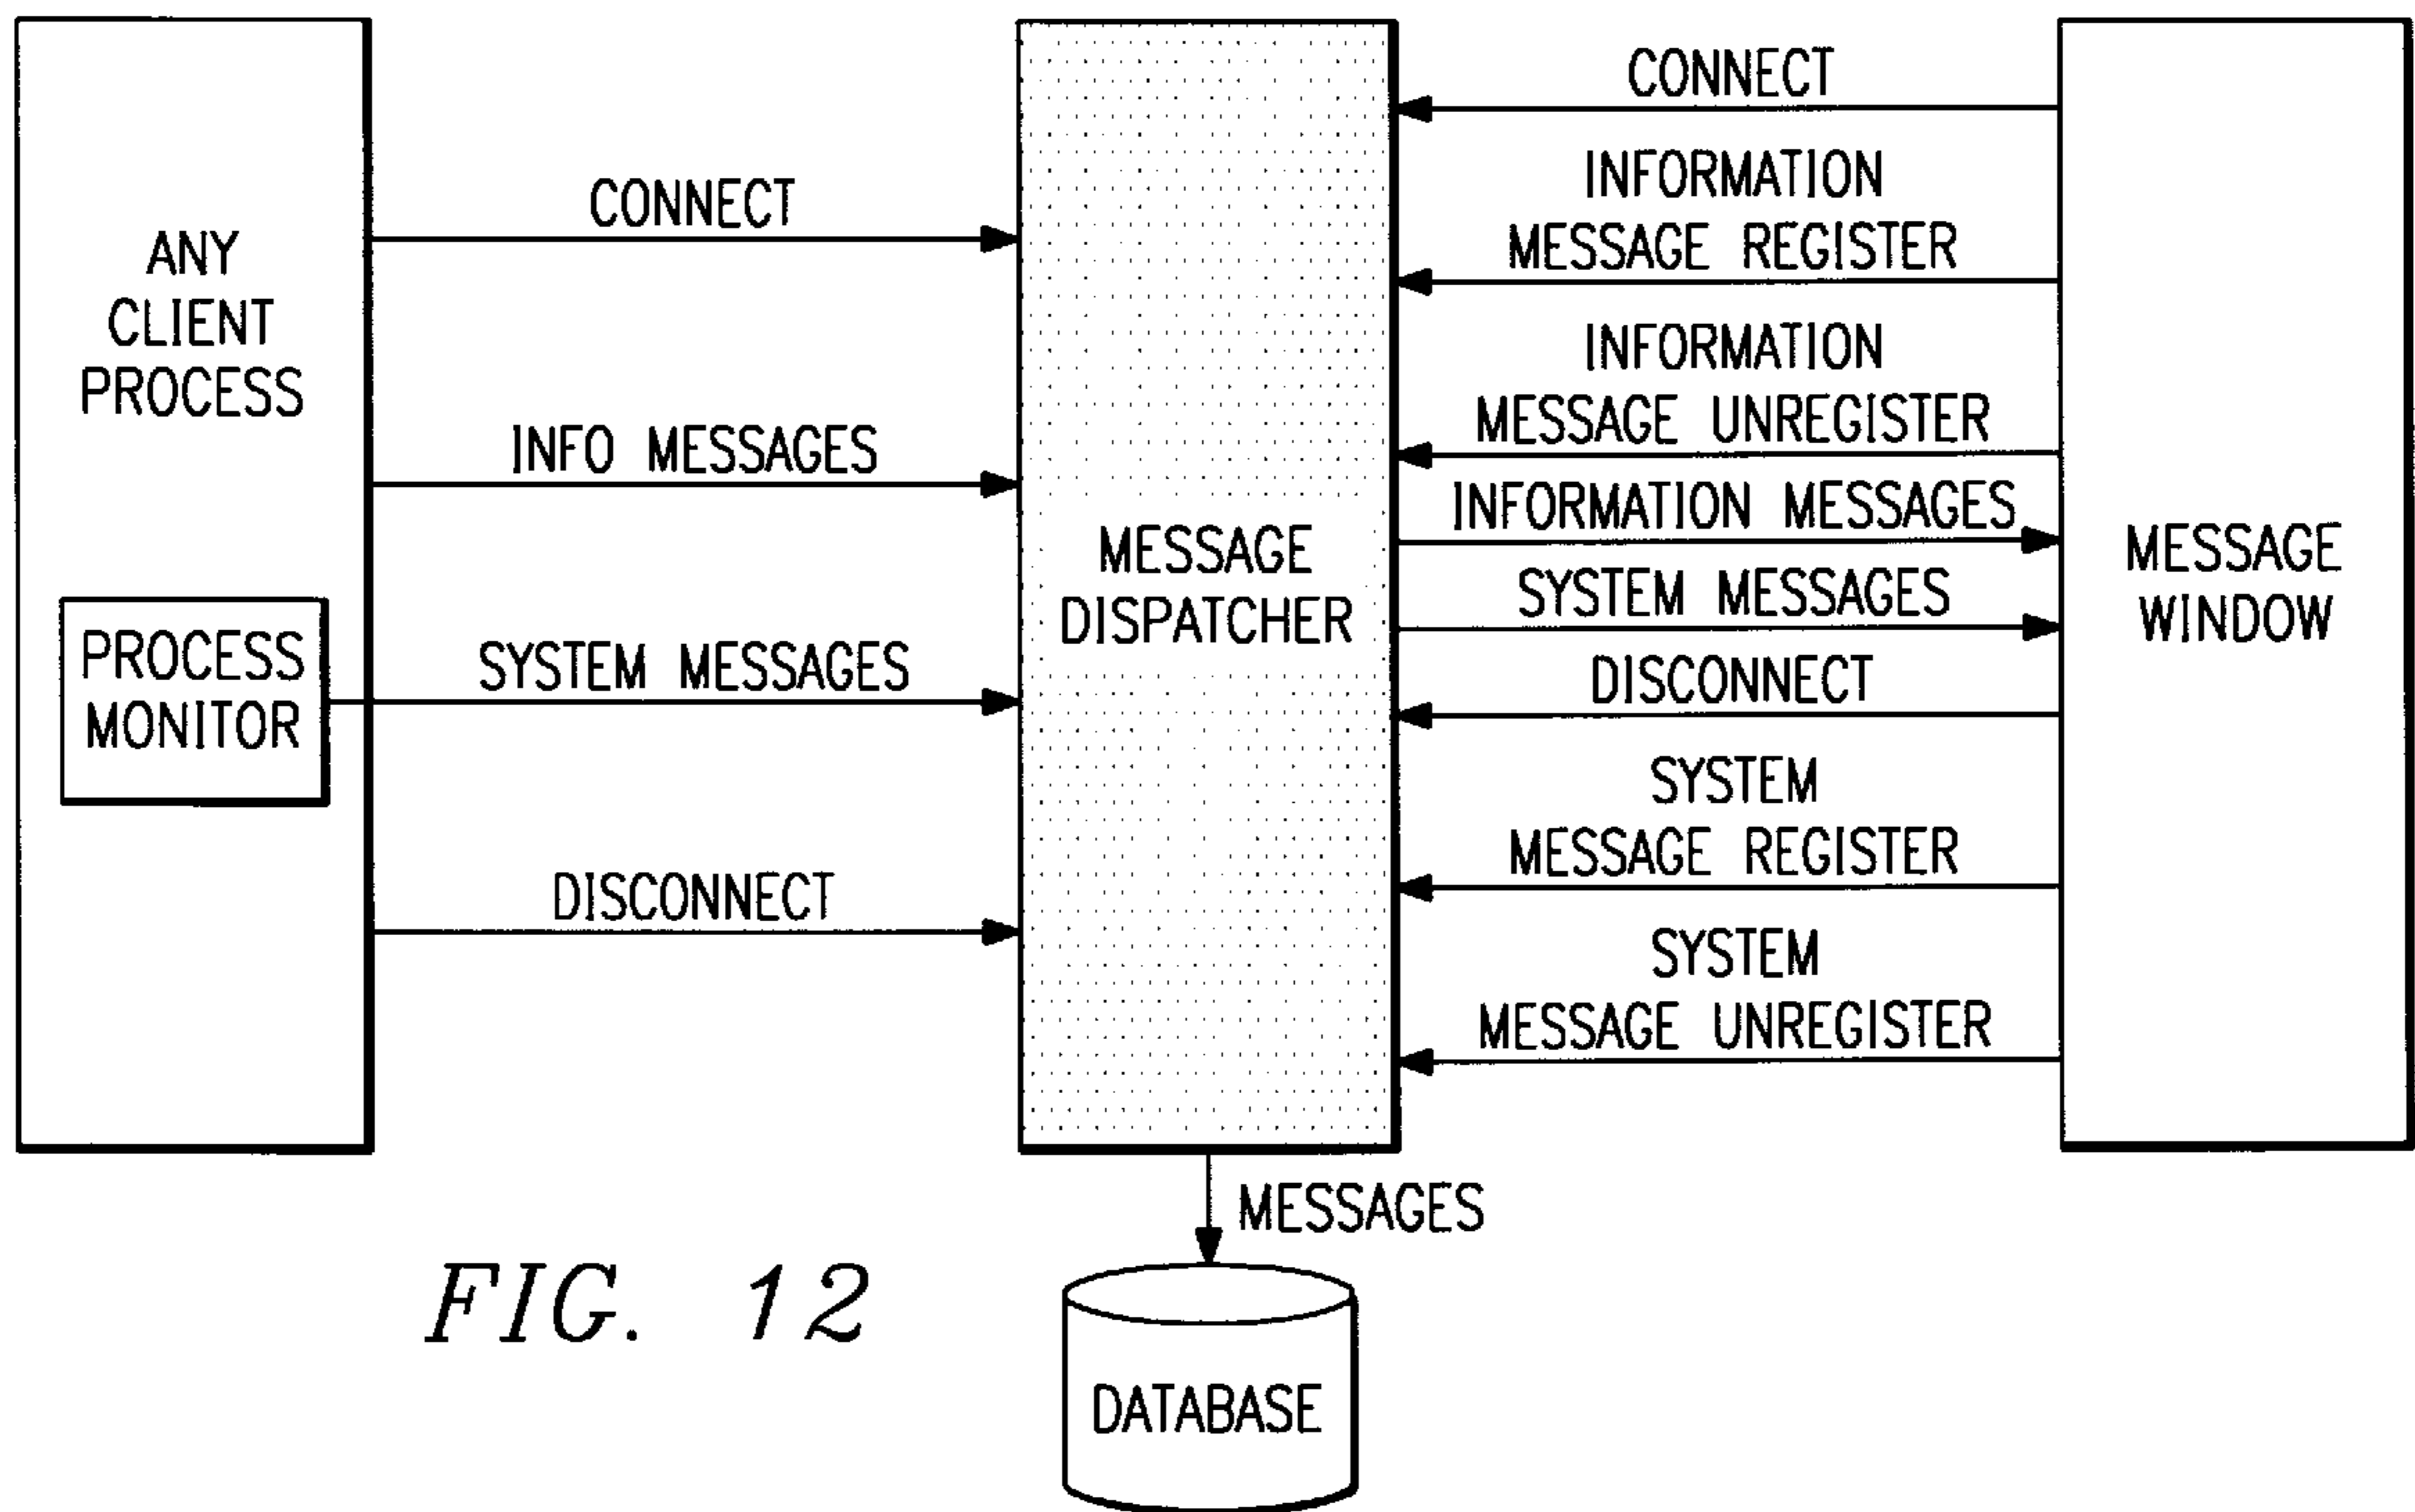 ANY
CLIENT
PROCESS
PROCESS
MONITOR
CONNECT
INFO MESSAGES
SYSTEM MESSAGES
DISCONNECT
MESSAGE
DISPATCHER
CONNECT
INFORMATION
MESSAGE REGISTER
INFORMATION
MESSAGE UNREGISTER
INFORMATION MESSAGES
SYSTEM MESSAGES
DISCONNECT
SYSTEM
MESSAGE REGISTER
SYSTEM
MESSAGE UNREGISTER
MESSAGE
WINDOW
MESSAGES
DATABASE
FIG. 12